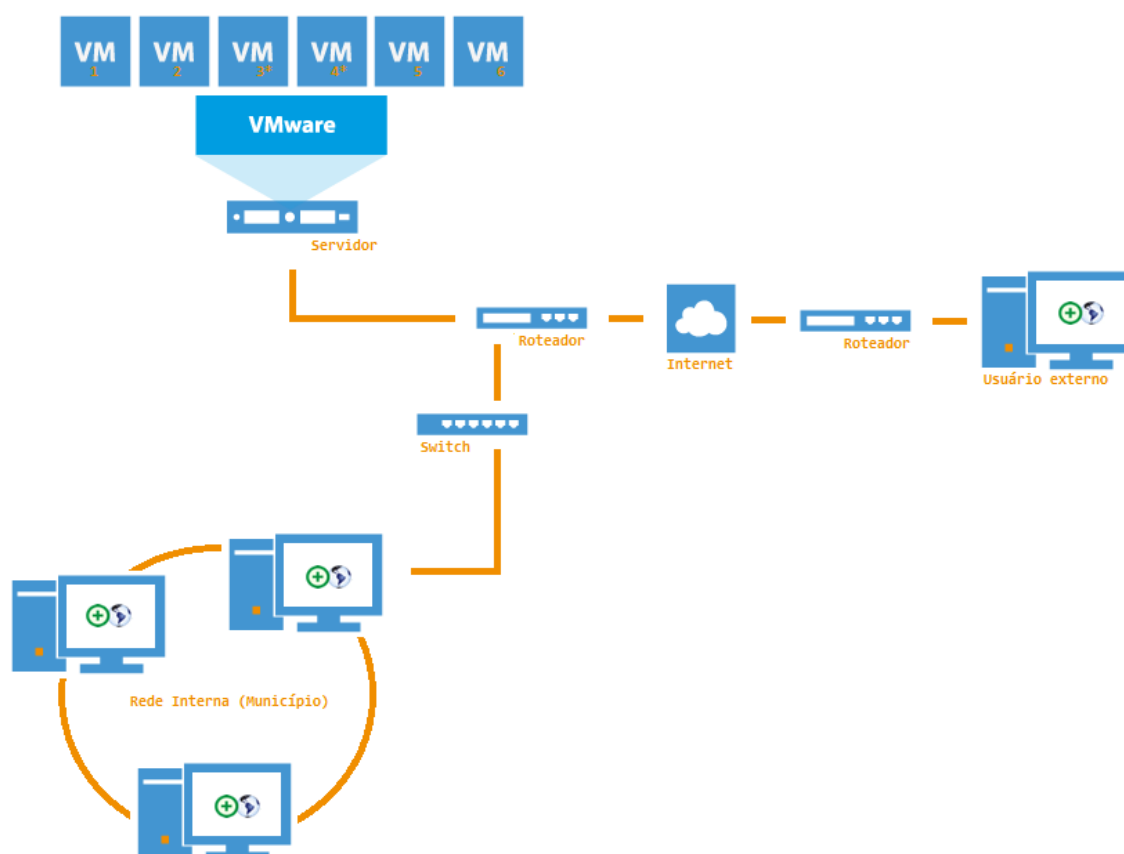 VM VM VM VM VM VM
1 2 3* 4* 5 6
VMware
Servidor
Roteador
Internet
Roteador
Usuário externo
Switch
Rede Interna (Município)